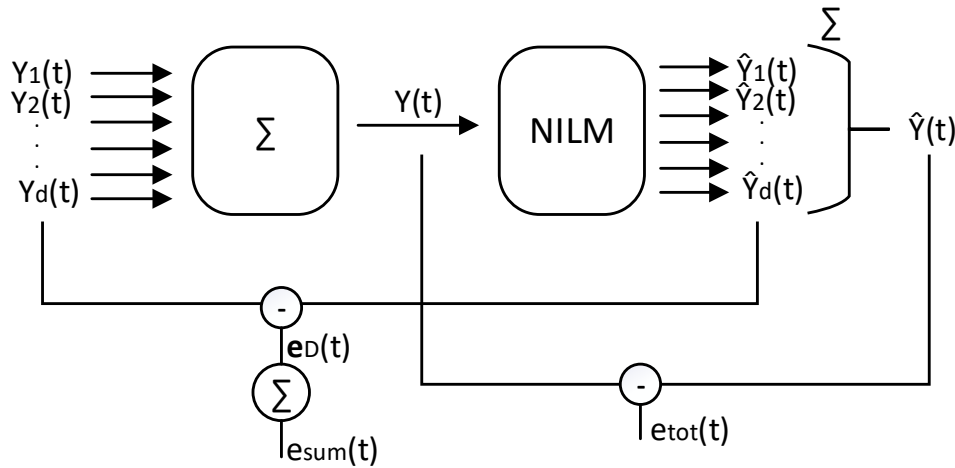 ∑
Y1(t)
Y2(t)
.
.
.
Yd(t)
∑
Y(t)
NILM
Ŷ1(t)
Ŷ2(t)
.
.
.
Ŷd(t)
Ŷ(t)
-
eD(t)
∑
esum(t)
-
etot(t)